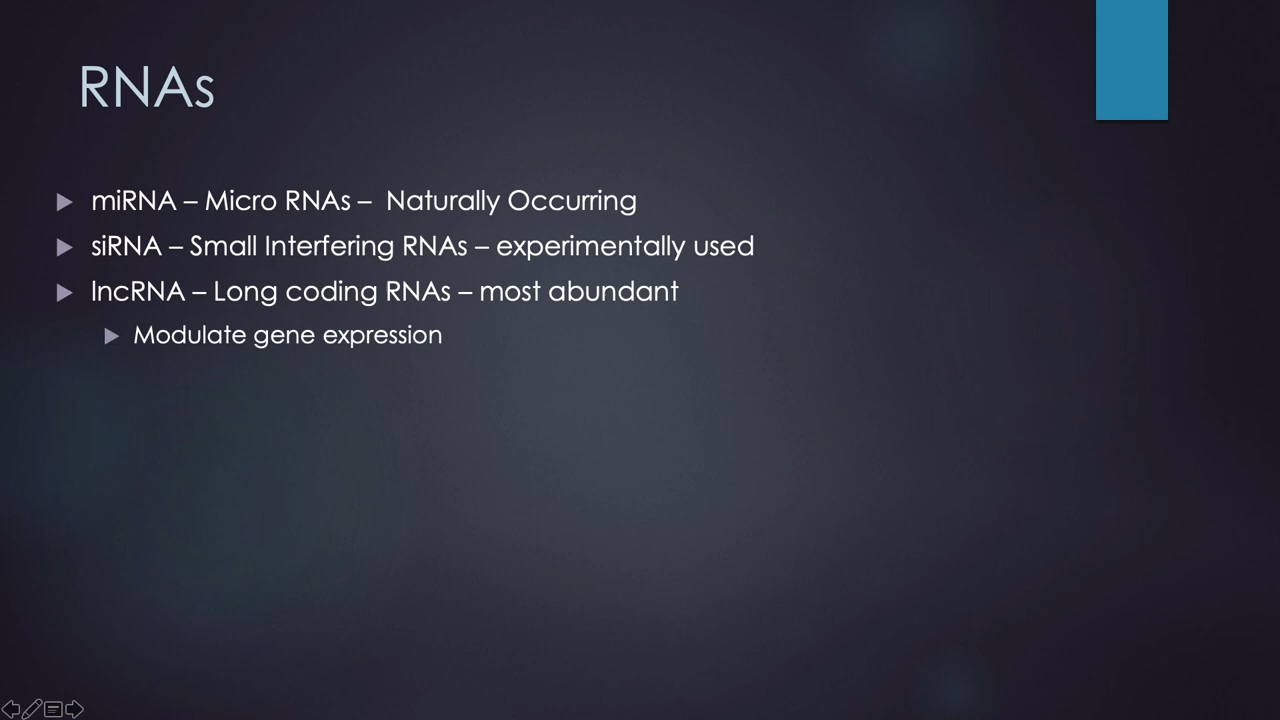 RNAs
miRNA – Micro RNAs –  Naturally Occurring
siRNA – Small Interfering RNAs – experimentally used
lncRNA – Long coding RNAs – most abundant
Modulate gene expression